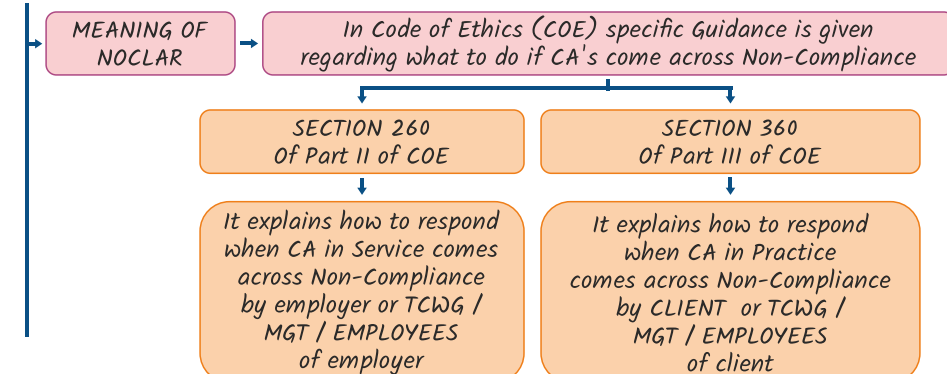 MEANING OF
NOCLAR
In Code of Ethics (COE) specific Guidance is given
regarding what to do if CA's come across Non-Compliance
SECTION 260
Of Part II of COE
SECTION 360
Of Part III of COE
It explains how to respond
when CA in Service comes
across Non-Compliance
by employer or TCWG /
MGT / EMPLOYEES
of employer
It explains how to respond
when CA in Practice
comes across Non-Compliance
by CLIENT or TCWG /
MGT / EMPLOYEES
of client